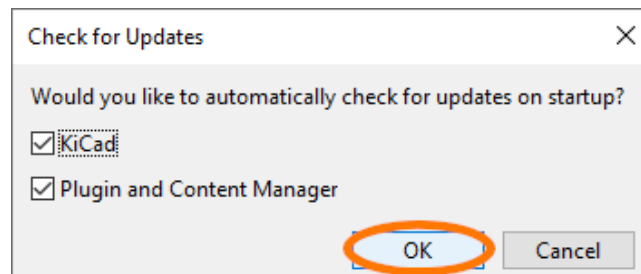 Check for Updates
Would you like to automatically check for updates on startup?
KiCad
Plugin and Content Manager
OK Cancel